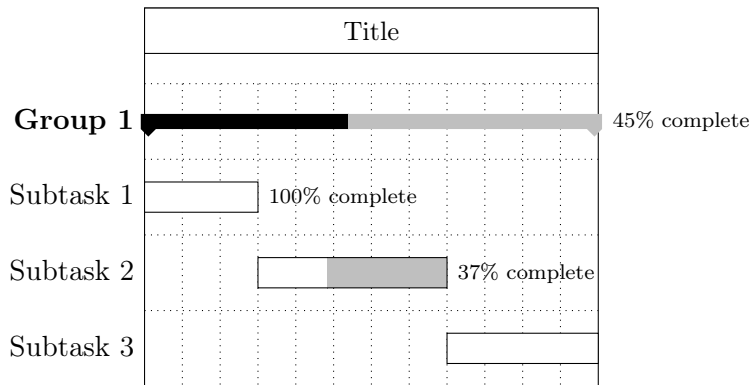 Title
Group 1 45% complete
Subtask 1 100% complete
Subtask 2 37% complete
Subtask 3